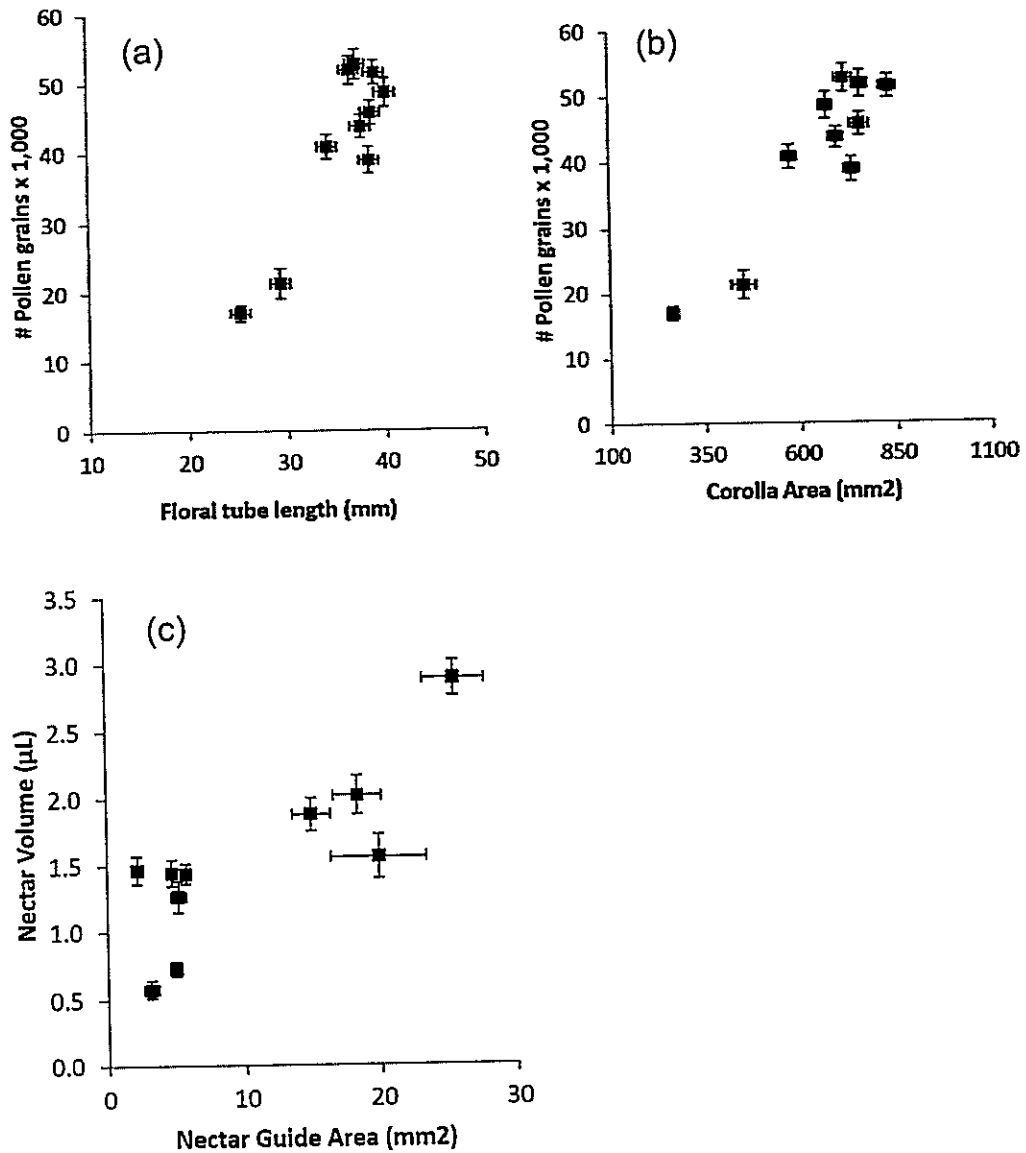 (a)
# Pollen grains x 1,000
60
50
40
30
20
10
0
10 20 30 40 50
Floral tube length (mm)
(b)
# Pollen grains x 1,000
60
50
40
30
20
10
0
100 350 600 850 1100
Corolla Area (mm2)
(c)
Nectar Volume (µL)
3.5
3.0
2.5
2.0
1.5
1.0
0.5
0.0
0 10 20 30
Nectar Guide Area (mm2)